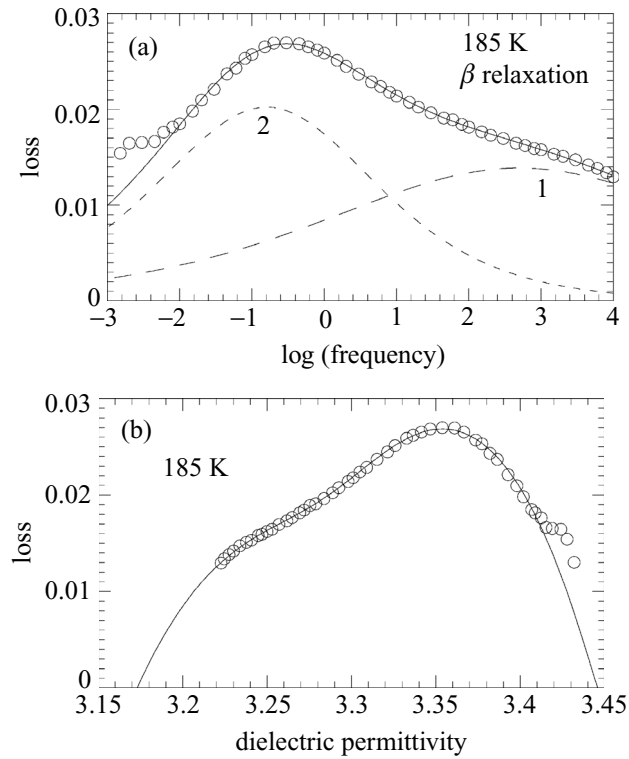 0.03
(a)
185 K
β relaxation
0.02
2
loss
0.01
1
0
−3 −2 −1 0 1 2 3 4
log (frequency)
0.03
(b)
185 K
0.02
loss
0.01
0
3.15 3.2 3.25 3.3 3.35 3.4 3.45
dielectric permittivity